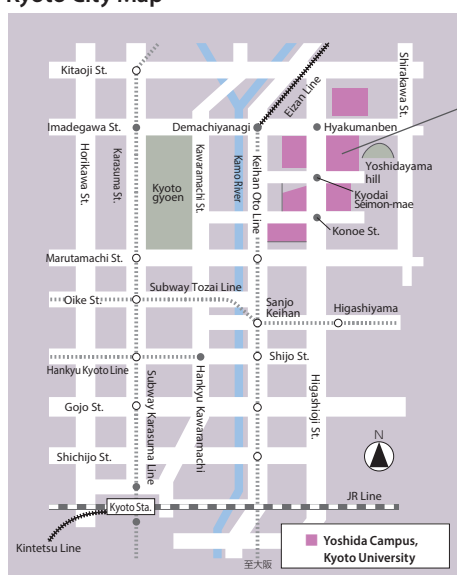 Kyoto City Map
Kitaoji St.
Shirakawa St.
Eizan Line
Imadegawa St.
Demachiyanagi
Hyakumanben
Horikawa St.
Karasuma St.
Kyoto
gyoen
Kawaramachi St.
Kamo River
Keihan Oto Line
Yoshidayama
hill
Kyodai
Seimon-mae
Konoe St.
Marutamachi St.
Subway Tozai Line
Oike St.
Sanjo
Keihan
Higashiyama
Hankyu Kyoto Line
Shijo St.
Subway Karasuma Line
Hankyu Kawaramachi
Higashioji St.
Gojo St.
Shichijo St.
N
JR Line
Kyoto Sta.
Kintetsu Line
至大阪
Yoshida Campus,
Kyoto University